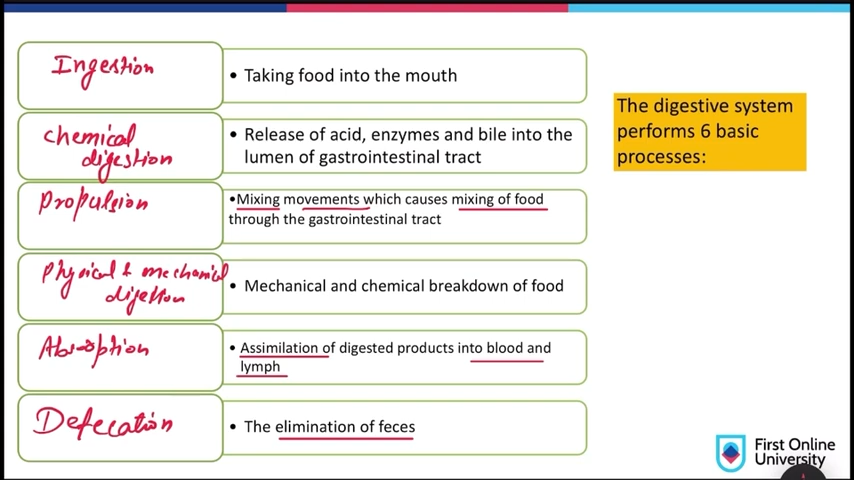 Ingestion
• Taking food into the mouth
The digestive system
performs 6 basic
processes:
chemical
digestion
• Release of acid, enzymes and bile into the
lumen of gastrointestinal tract
Propulsion
•Mixing movements which causes mixing of food
through the gastrointestinal tract
Physical & mechanical
digestion
• Mechanical and chemical breakdown of food
Absorption
• Assimilation of digested products into blood and
lymph
Defecation
• The elimination of feces
First Online
University